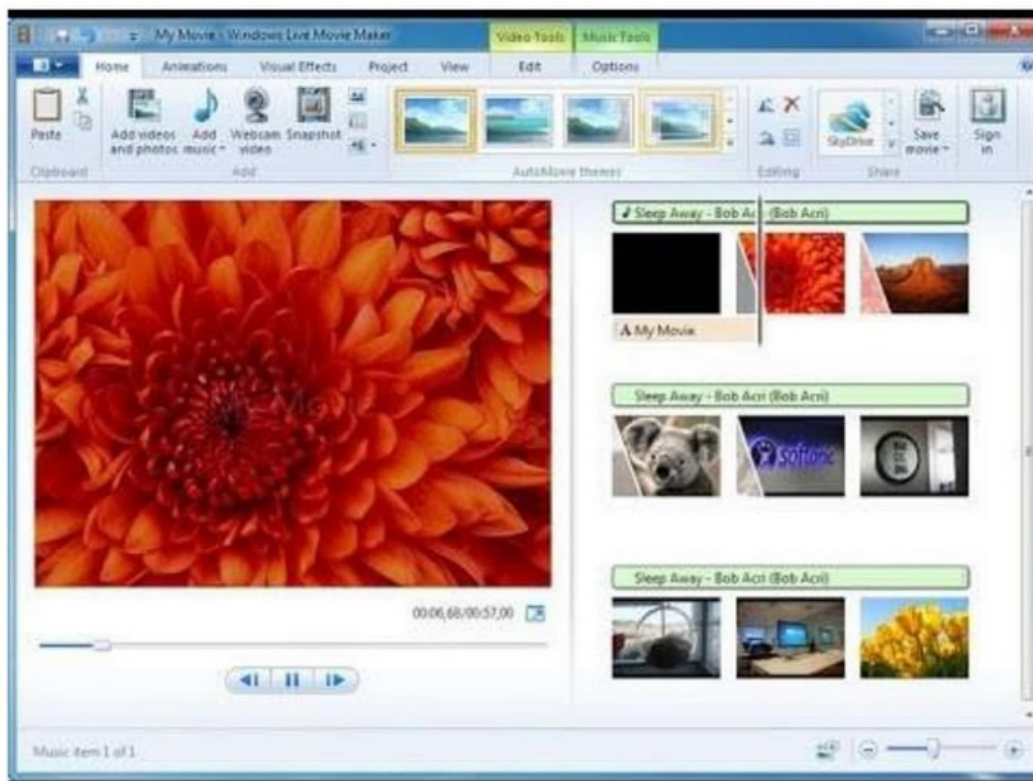 My Movie - Windows Live Movie Maker
Video Tools
Music Tools
Home
Animations
Visual Effects
Project
View
Edit
Options
Paste
Add videos and photos
Add music
Webcam video
Snapshot
SkyDrive
Save movie
Sign in
Clipboard
Add
AutoMovie themes
Editing
Share
Sleep Away - Bob Acri (Bob Acri)
A My Movie
Sleep Away - Bob Acri (Bob Acri)
softonic
Sleep Away - Bob Acri (Bob Acri)
00:06,68/00:57,00
Music item 1 of 1